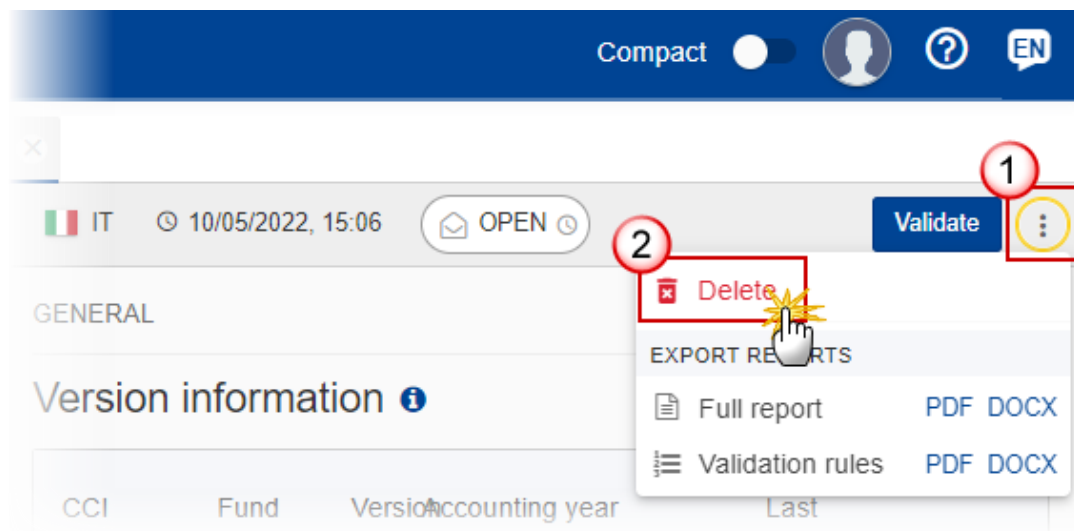 Compact EN
1
IT 10/05/2022, 15:06 OPEN Validate
2
Delete
GENERAL
EXPORT REPORTS
Version information
Full report PDF DOCX
Validation rules PDF DOCX
CCI Fund Version Accounting year Last